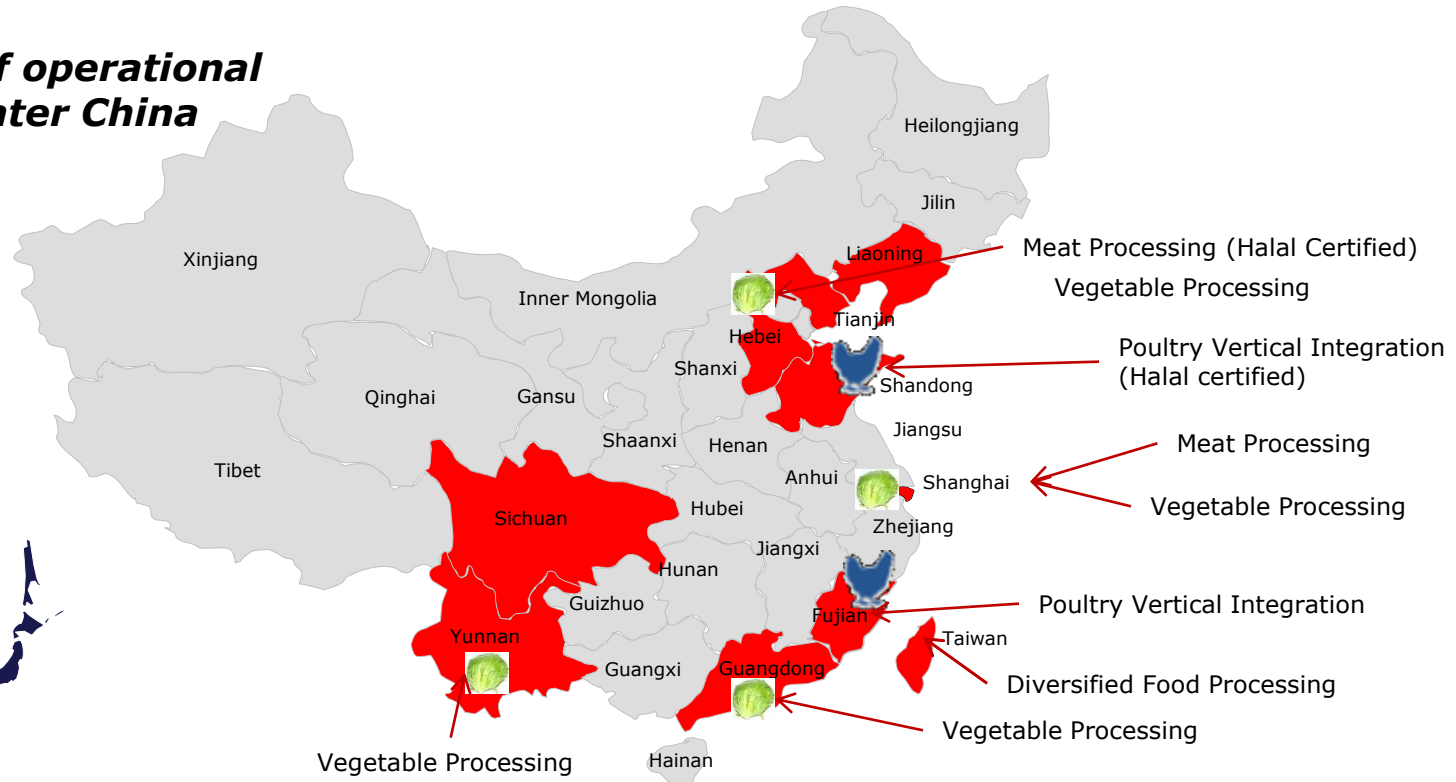 f operational
ater China
Heilongjiang
Jilin
Liaoning
Meat Processing (Halal Certified)
Xinjiang
Vegetable Processing
Inner Mongolia
Tianjin
Hebei
Poultry Vertical Integration
(Halal certified)
Shanxi
Shandong
Qinghai
Gansu
Jiangsu
Shaanxi
Henan
Meat Processing
Tibet
Anhui
Shanghai
Vegetable Processing
Hubei
Sichuan
Zhejiang
Jiangxi
Hunan
Guizhuo
Poultry Vertical Integration
Fujian
Yunnan
Taiwan
Guangxi
Guangdong
Diversified Food Processing
Vegetable Processing
Vegetable Processing
Hainan